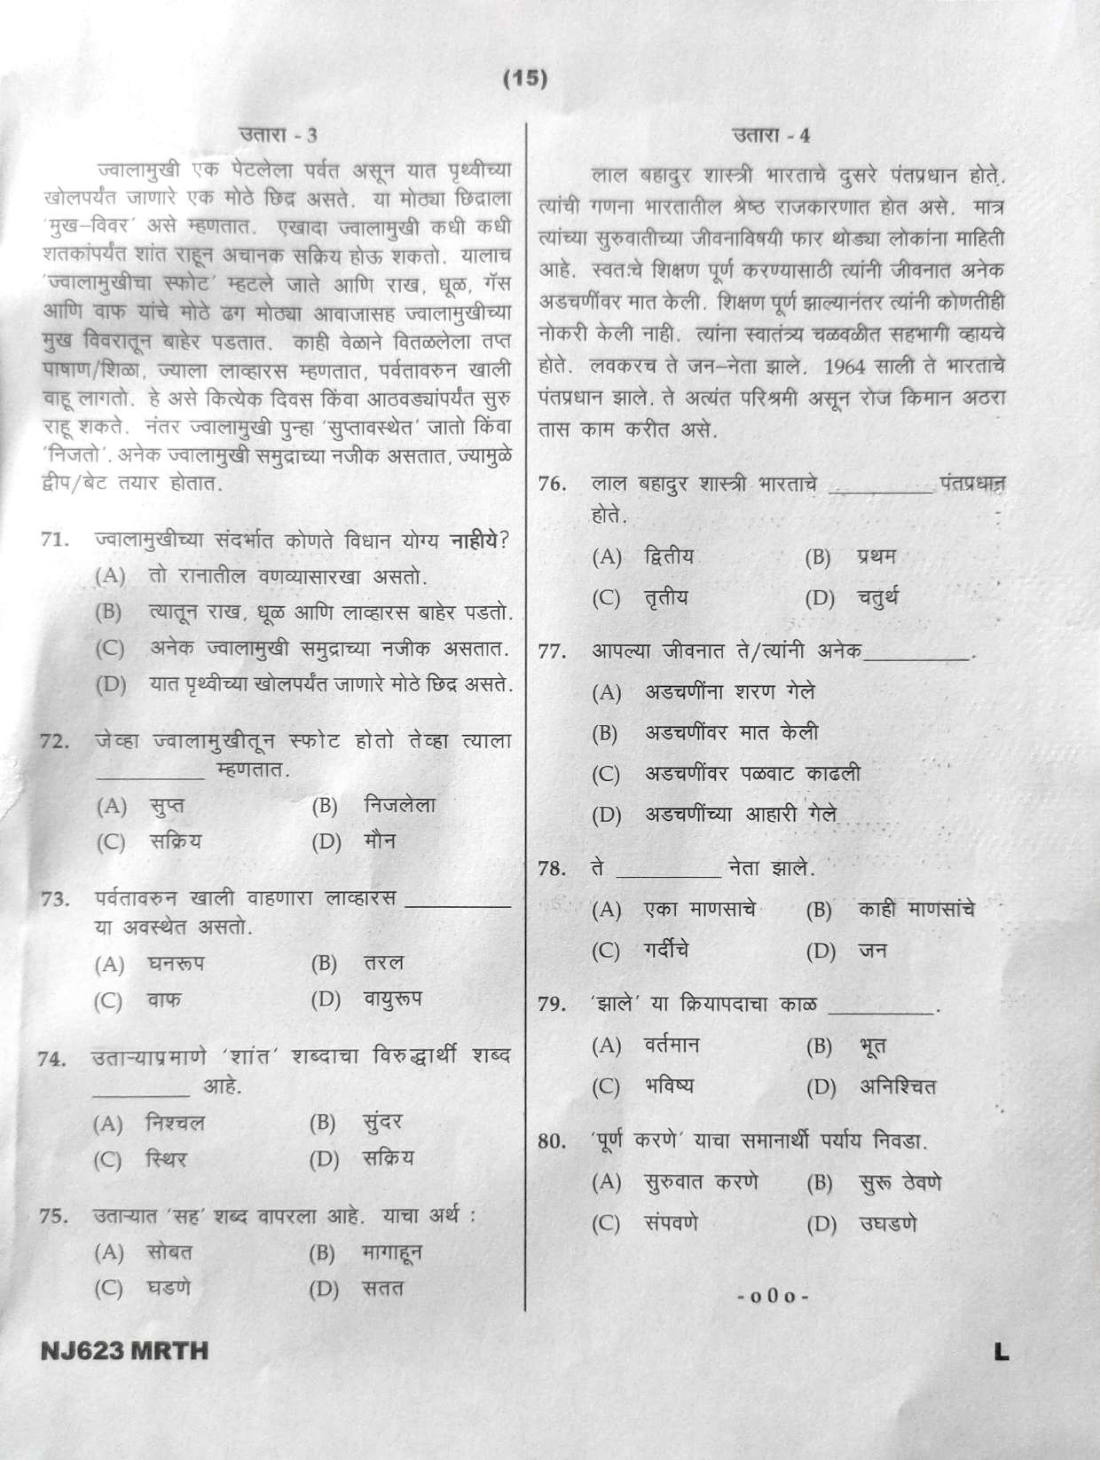 (15)
उतारा - 3
ज्वालामुखी एक पेटलेला पर्वत असून यात पृथ्वीच्या
खोलपर्यंत जाणारे एक मोठे छिद्र असते. या मोठ्या छिद्राला
'मुख-विवर' असे म्हणतात. एखादा ज्वालामुखी कधी कधी
शतकांपर्यंत शांत राहून अचानक सक्रिय होऊ शकतो. यालाच
'ज्वालामुखीचा स्फोट' म्हटले जाते आणि राख, धूळ, गॅस
आणि वाफ यांचे मोठे ढग मोठ्या आवाजासह ज्वालामुखीच्या
मुख विवरातून बाहेर पडतात. काही वेळाने वितळलेला तप्त
पाषाण/शिळा, ज्याला लाव्हारस म्हणतात, पर्वतावरुन खाली
वाहू लागतो. हे असे कित्येक दिवस किंवा आठवड्यांपर्यंत सुरु
राहू शकते. नंतर ज्वालामुखी पुन्हा 'सुप्तावस्थेत' जातो किंवा
'निजतो'. अनेक ज्वालामुखी समुद्राच्या नजीक असतात, ज्यामुळे
द्वीप/बेट तयार होतात.
71. ज्वालामुखीच्या संदर्भात कोणते विधान योग्य नाहीये?
(A) तो रानातील वणव्यासारखा असतो.
(B) त्यातून राख, धूळ आणि लाव्हारस बाहेर पडतो.
(C) अनेक ज्वालामुखी समुद्राच्या नजीक असतात.
(D) यात पृथ्वीच्या खोलपर्यंत जाणारे मोठे छिद्र असते.
72. जेव्हा ज्वालामुखीतून स्फोट होतो तेव्हा त्याला
__________ म्हणतात.
(A) सुप्त (B) निजलेला
(C) सक्रिय (D) मौन
73. पर्वतावरुन खाली वाहणारा लाव्हारस __________
या अवस्थेत असतो.
(A) घनरूप (B) तरल
(C) वाफ (D) वायुरूप
74. उताऱ्याप्रमाणे 'शांत' शब्दाचा विरुद्धार्थी शब्द
__________ आहे.
(A) निश्चल (B) सुंदर
(C) स्थिर (D) सक्रिय
75. उताऱ्यात 'सह' शब्द वापरला आहे. याचा अर्थ :
(A) सोबत (B) मागाहून
(C) घडणे (D) सतत
उतारा - 4
लाल बहादुर शास्त्री भारताचे दुसरे पंतप्रधान होते.
त्यांची गणना भारतातील श्रेष्ठ राजकारणात होत असे. मात्र
त्यांच्या सुरुवातीच्या जीवनाविषयी फार थोड्या लोकांना माहिती
आहे. स्वतःचे शिक्षण पूर्ण करण्यासाठी त्यांनी जीवनात अनेक
अडचणींवर मात केली. शिक्षण पूर्ण झाल्यानंतर त्यांनी कोणतीही
नोकरी केली नाही. त्यांना स्वातंत्र्य चळवळीत सहभागी व्हायचे
होते. लवकरच ते जन-नेता झाले. 1964 साली ते भारताचे
पंतप्रधान झाले. ते अत्यंत परिश्रमी असून रोज किमान अठरा
तास काम करीत असे.
76. लाल बहादुर शास्त्री भारताचे __________ पंतप्रधान
होते.
(A) द्वितीय (B) प्रथम
(C) तृतीय (D) चतुर्थ
77. आपल्या जीवनात ते/त्यांनी अनेक__________.
(A) अडचणींना शरण गेले
(B) अडचणींवर मात केली
(C) अडचणींवर पळवाट काढली
(D) अडचणींच्या आहारी गेले
78. ते __________ नेता झाले.
(A) एका माणसाचे (B) काही माणसांचे
(C) गर्दीचे (D) जन
79. 'झाले' या क्रियापदाचा काळ __________.
(A) वर्तमान (B) भूत
(C) भविष्य (D) अनिश्चित
80. 'पूर्ण करणे' याचा समानार्थी पर्याय निवडा.
(A) सुरुवात करणे (B) सुरू ठेवणे
(C) संपवणे (D) उघडणे
- o 0 o -
NJ623 MRTH L